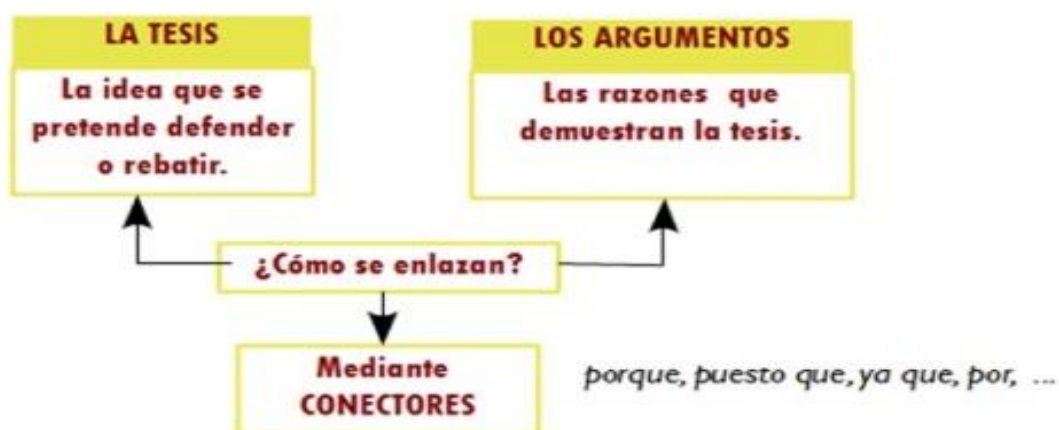 LA TESIS
La idea que se
pretende defender
o rebatir.
LOS ARGUMENTOS
Las razones que
demuestran la tesis.
¿Cómo se enlazan?
Mediante
CONECTORES
porque, puesto que, ya que, por, ...